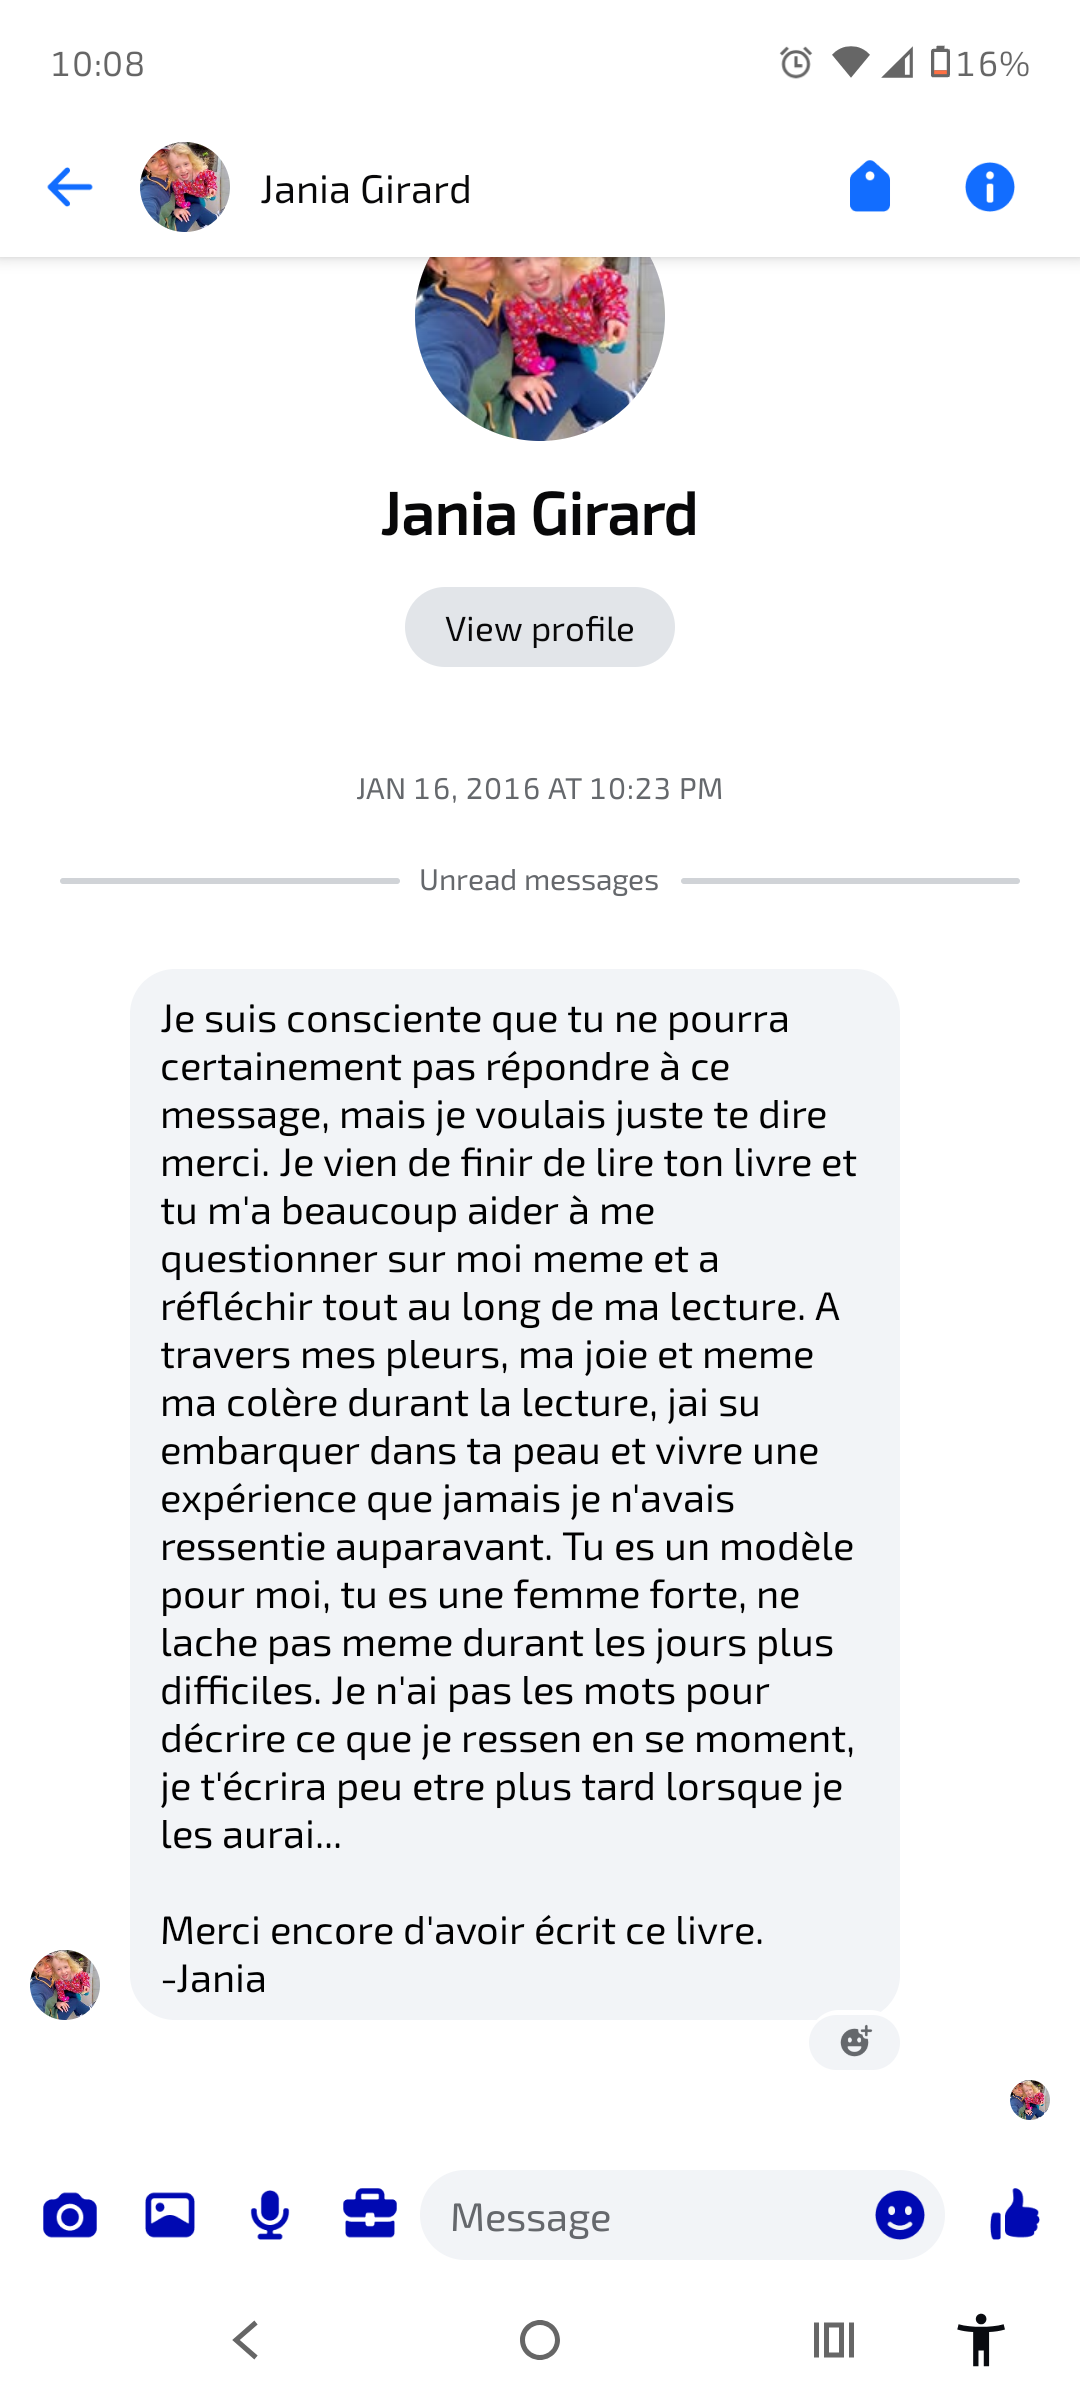 10:08
16%
Jania Girard
Jania Girard
View profile
JAN 16, 2016 AT 10:23 PM
Unread messages
Je suis consciente que tu ne pourra
certainement pas répondre à ce
message, mais je voulais juste te dire
merci. Je vien de finir de lire ton livre et
tu m'a beaucoup aider à me
questionner sur moi meme et a
réfléchir tout au long de ma lecture. A
travers mes pleurs, ma joie et meme
ma colère durant la lecture, jai su
embarquer dans ta peau et vivre une
expérience que jamais je n'avais
ressentie auparavant. Tu es un modèle
pour moi, tu es une femme forte, ne
lache pas meme durant les jours plus
difficiles. Je n'ai pas les mots pour
décrire ce que je ressen en se moment,
je t'écrira peu etre plus tard lorsque je
les aurai...
Merci encore d'avoir écrit ce livre.
-Jania
Message